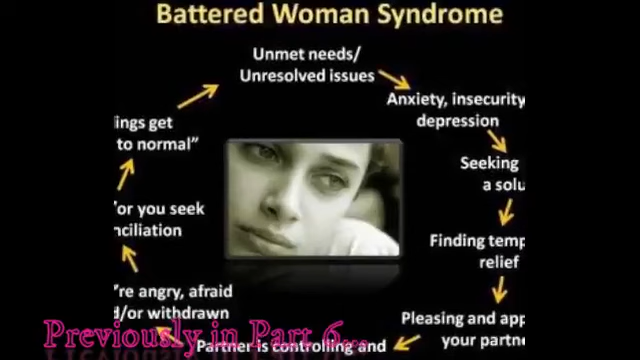 Battered Woman Syndrome
Unmet needs/
Unresolved issues
Anxiety, insecurity
depression
Seeking
a solu
Finding temp
relief
Pleasing and app
your partn
Partner is controlling and
're angry, afraid
d/or withdrawn
/or you seek
nciliation
ings get
to normal”
Previously in Part 6...